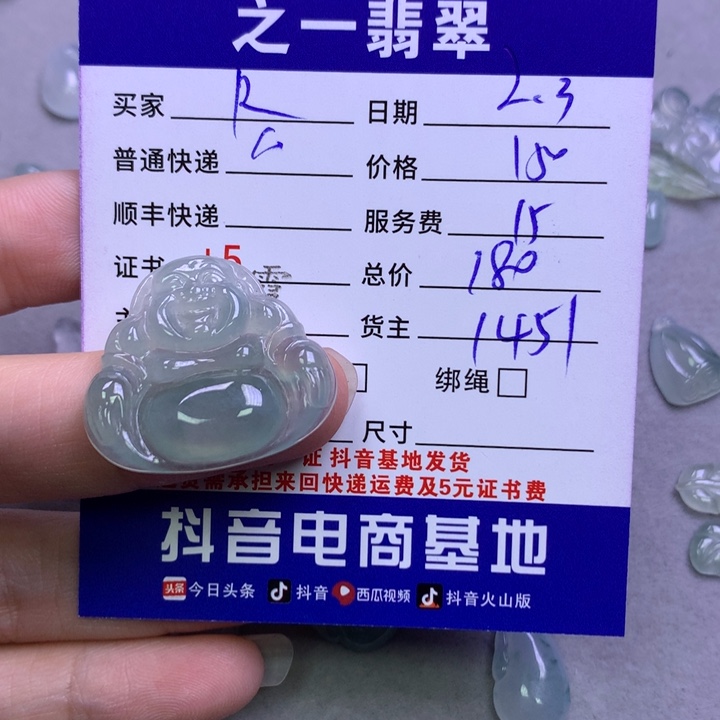 之一翡翠
买家 R 日期 2.3
普通快递 价格 150
顺丰快递 服务费 15
证书 +5 雪 总价 180
货主 1451
绑绳
尺寸
证 抖音基地发货
需承担来回快递运费及5元证书费
抖音电商基地
头条 今日头条 抖音 西瓜视频 抖音火山版